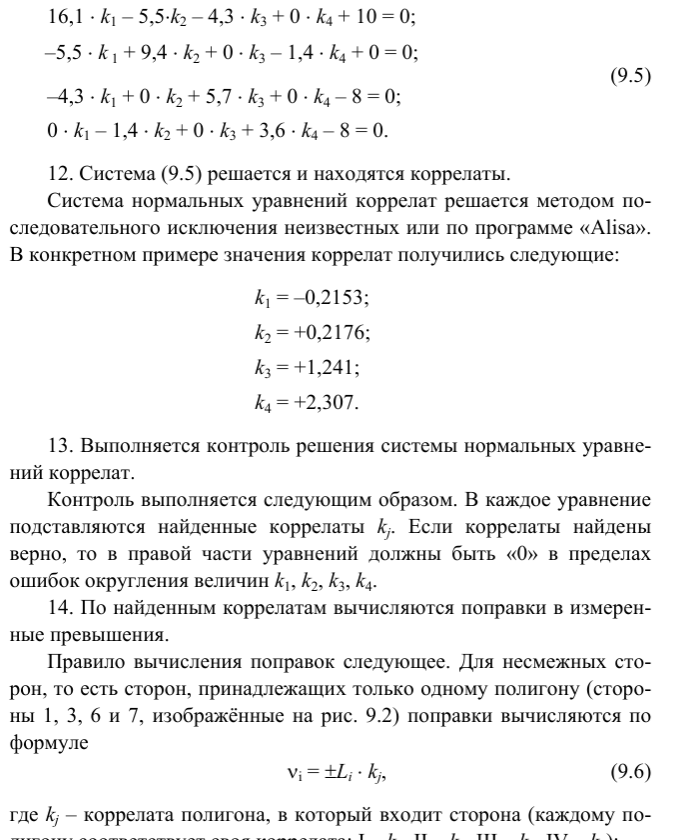 16,1 · k1 – 5,5·k2 – 4,3 · k3 + 0 · k4 + 10 = 0;
–5,5 · k 1 + 9,4 · k2 + 0 · k3 – 1,4 · k4 + 0 = 0;
(9.5)
–4,3 · k1 + 0 · k2 + 5,7 · k3 + 0 · k4 – 8 = 0;
0 · k1 – 1,4 · k2 + 0 · k3 + 3,6 · k4 – 8 = 0.
12. Система (9.5) решается и находятся коррелаты.
Система нормальных уравнений коррелат решается методом по-
следовательного исключения неизвестных или по программе «Alisa».
В конкретном примере значения коррелат получились следующие:
k1 = –0,2153;
k2 = +0,2176;
k3 = +1,241;
k4 = +2,307.
13. Выполняется контроль решения системы нормальных уравне-
ний коррелат.
Контроль выполняется следующим образом. В каждое уравнение
подставляются найденные коррелаты kj. Если коррелаты найдены
верно, то в правой части уравнений должны быть «0» в пределах
ошибок округления величин k1, k2, k3, k4.
14. По найденным коррелатам вычисляются поправки в измерен-
ные превышения.
Правило вычисления поправок следующее. Для несмежных сто-
рон, то есть сторон, принадлежащих только одному полигону (сторо-
ны 1, 3, 6 и 7, изображённые на рис. 9.2) поправки вычисляются по
формуле
νi = ±Li · kj, (9.6)
где kj – коррелата полигона, в который входит сторона (каждому по-